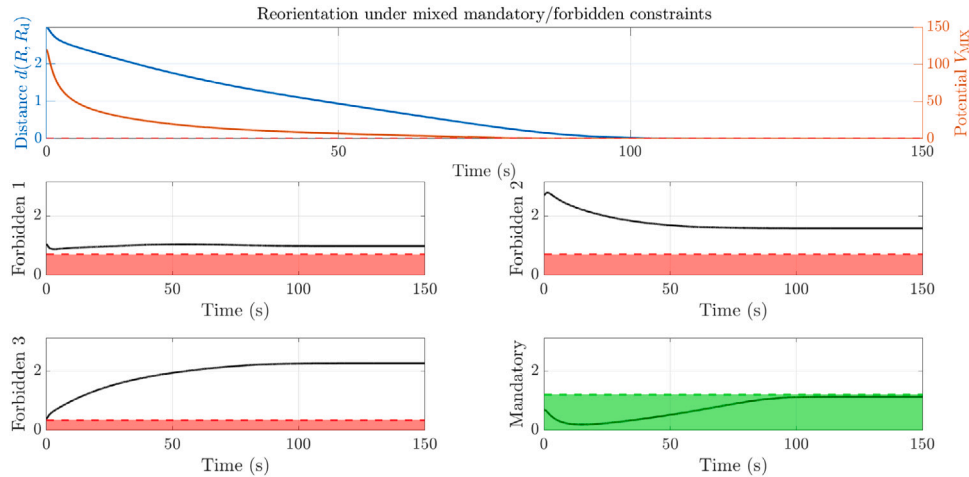 Reorientation under mixed mandatory/forbidden constraints
Distance d(R, R_d)
2
1
0
150
100
50
0
Potential V_MIX
0
50
100
150
Time (s)
Forbidden 1
2
0
0
50
100
150
Time (s)
Forbidden 2
2
0
0
50
100
150
Time (s)
Forbidden 3
2
0
0
50
100
150
Time (s)
Mandatory
2
0
0
50
100
150
Time (s)